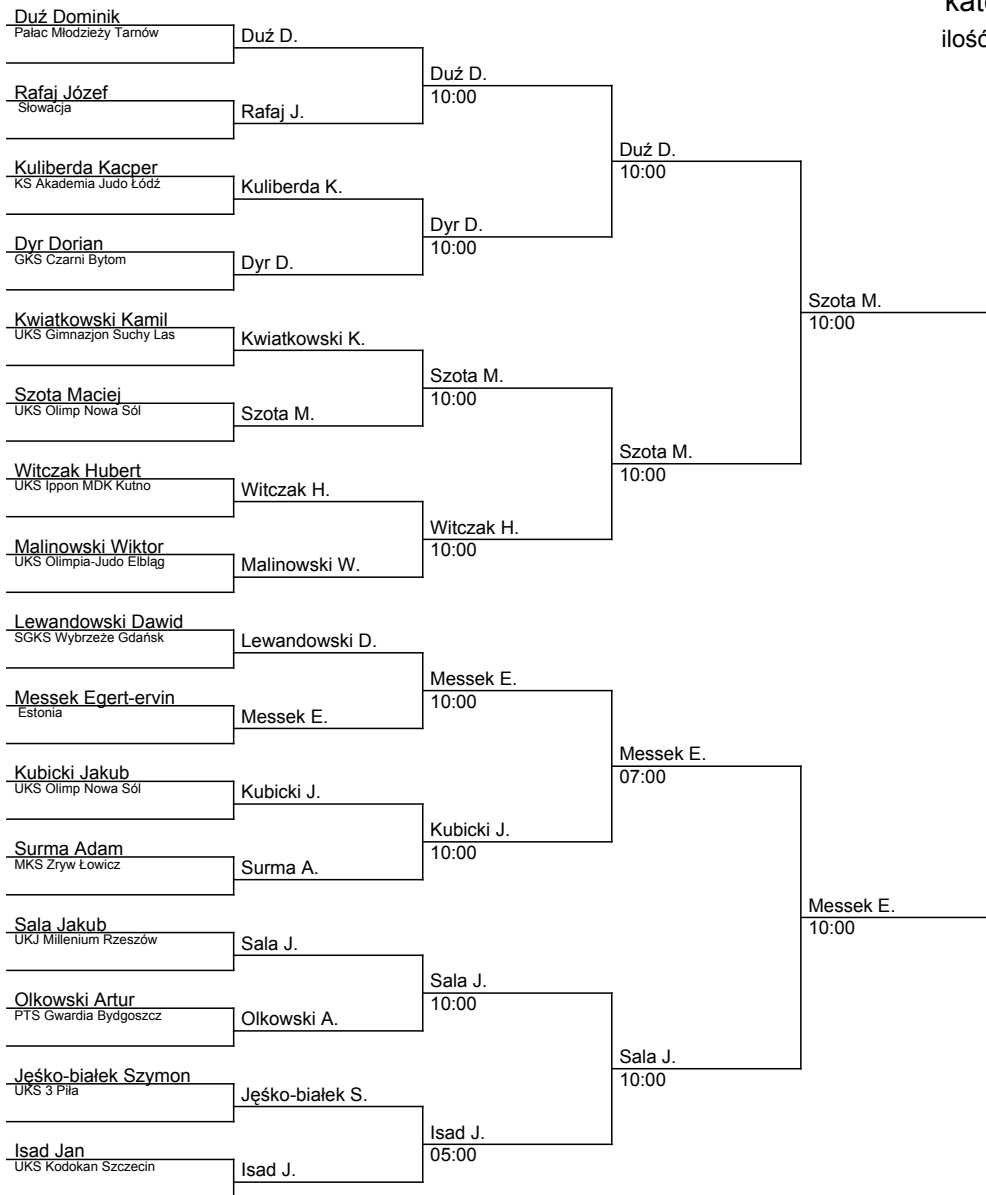 kate
ilość
Duź Dominik
Pałac Młodzieży Tarnów
Rafaj Józef
Słowacja
Kuliberda Kacper
KS Akademia Judo Łódź
Dyr Dorian
GKS Czarni Bytom
Kwiatkowski Kamil
UKS Gimnazjon Suchy Las
Szota Maciej
UKS Olimp Nowa Sól
Witczak Hubert
UKS Ippon MDK Kutno
Malinowski Wiktor
UKS Olimpia-Judo Elbląg
Lewandowski Dawid
SGKS Wybrzeże Gdańsk
Messek Egert-ervin
Estonia
Kubicki Jakub
UKS Olimp Nowa Sól
Surma Adam
MKS Zryw Łowicz
Sala Jakub
UKJ Millenium Rzeszów
Olkowski Artur
PTS Gwardia Bydgoszcz
Jęśko-białek Szymon
UKS 3 Piła
Isad Jan
UKS Kodokan Szczecin
Duź D.
Rafaj J.
Kuliberda K.
Dyr D.
Kwiatkowski K.
Szota M.
Witczak H.
Malinowski W.
Lewandowski D.
Messek E.
Kubicki J.
Surma A.
Sala J.
Olkowski A.
Jęśko-białek S.
Isad J.
Duź D.
10:00
Dyr D.
10:00
Szota M.
10:00
Witczak H.
10:00
Messek E.
10:00
Kubicki J.
10:00
Sala J.
10:00
Isad J.
05:00
Duź D.
10:00
Szota M.
10:00
Messek E.
07:00
Sala J.
10:00
Szota M.
10:00
Messek E.
10:00